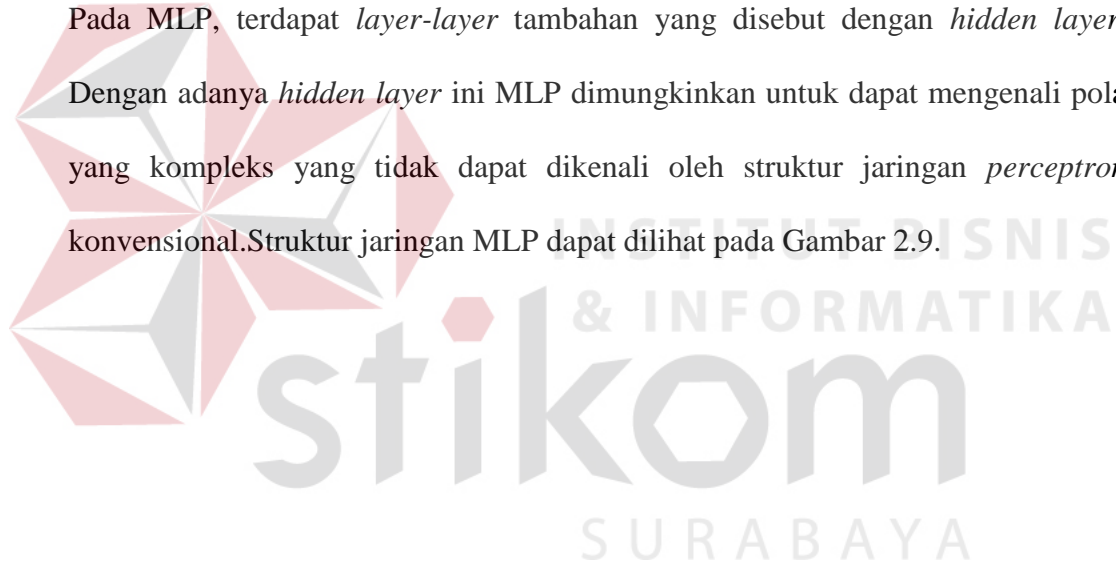 Pada MLP, terdapat layer-layer tambahan yang disebut dengan hidden layer
Dengan adanya hidden layer ini MLP dimungkinkan untuk dapat mengenali pola
yang kompleks yang tidak dapat dikenali oleh struktur jaringan perceptron
konvensional.Struktur jaringan MLP dapat dilihat pada Gambar 2.9.
INSTITUT BISNIS
& INFORMATIKA
stikom
SURABAYA